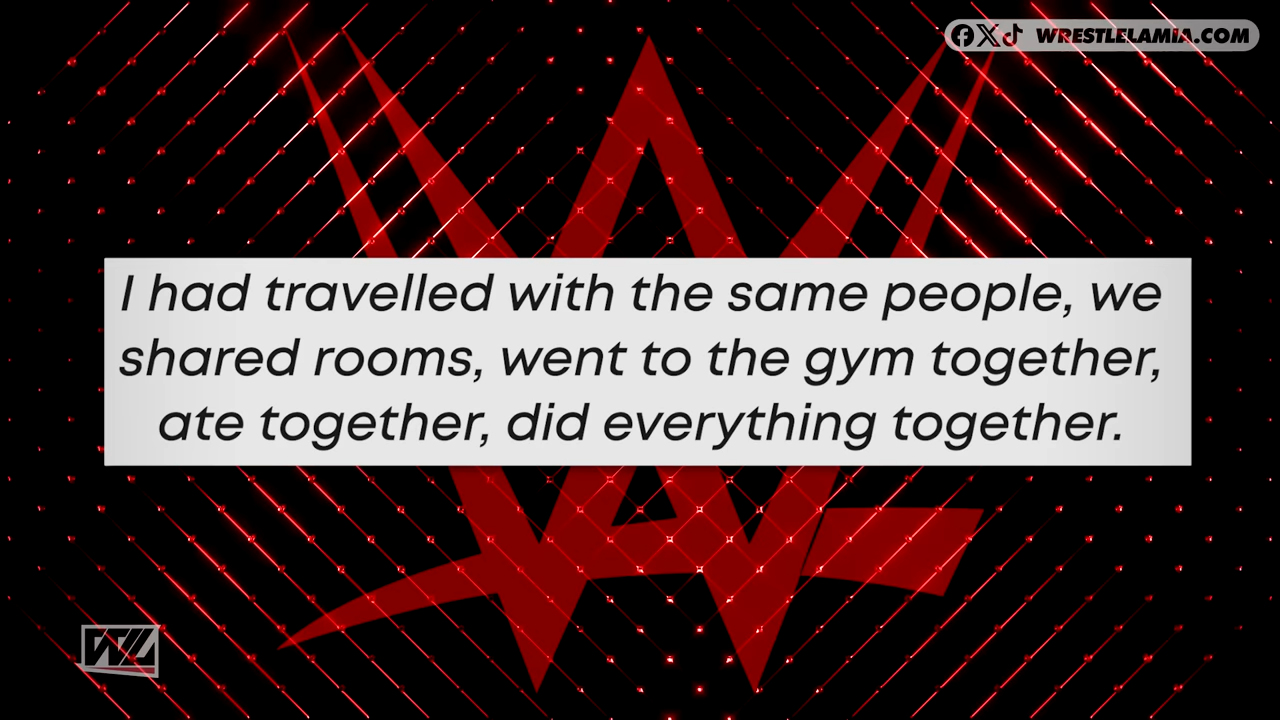 WRESTLELAMIA.COM
I had travelled with the same people, we
shared rooms, went to the gym together,
ate together, did everything together.
WL